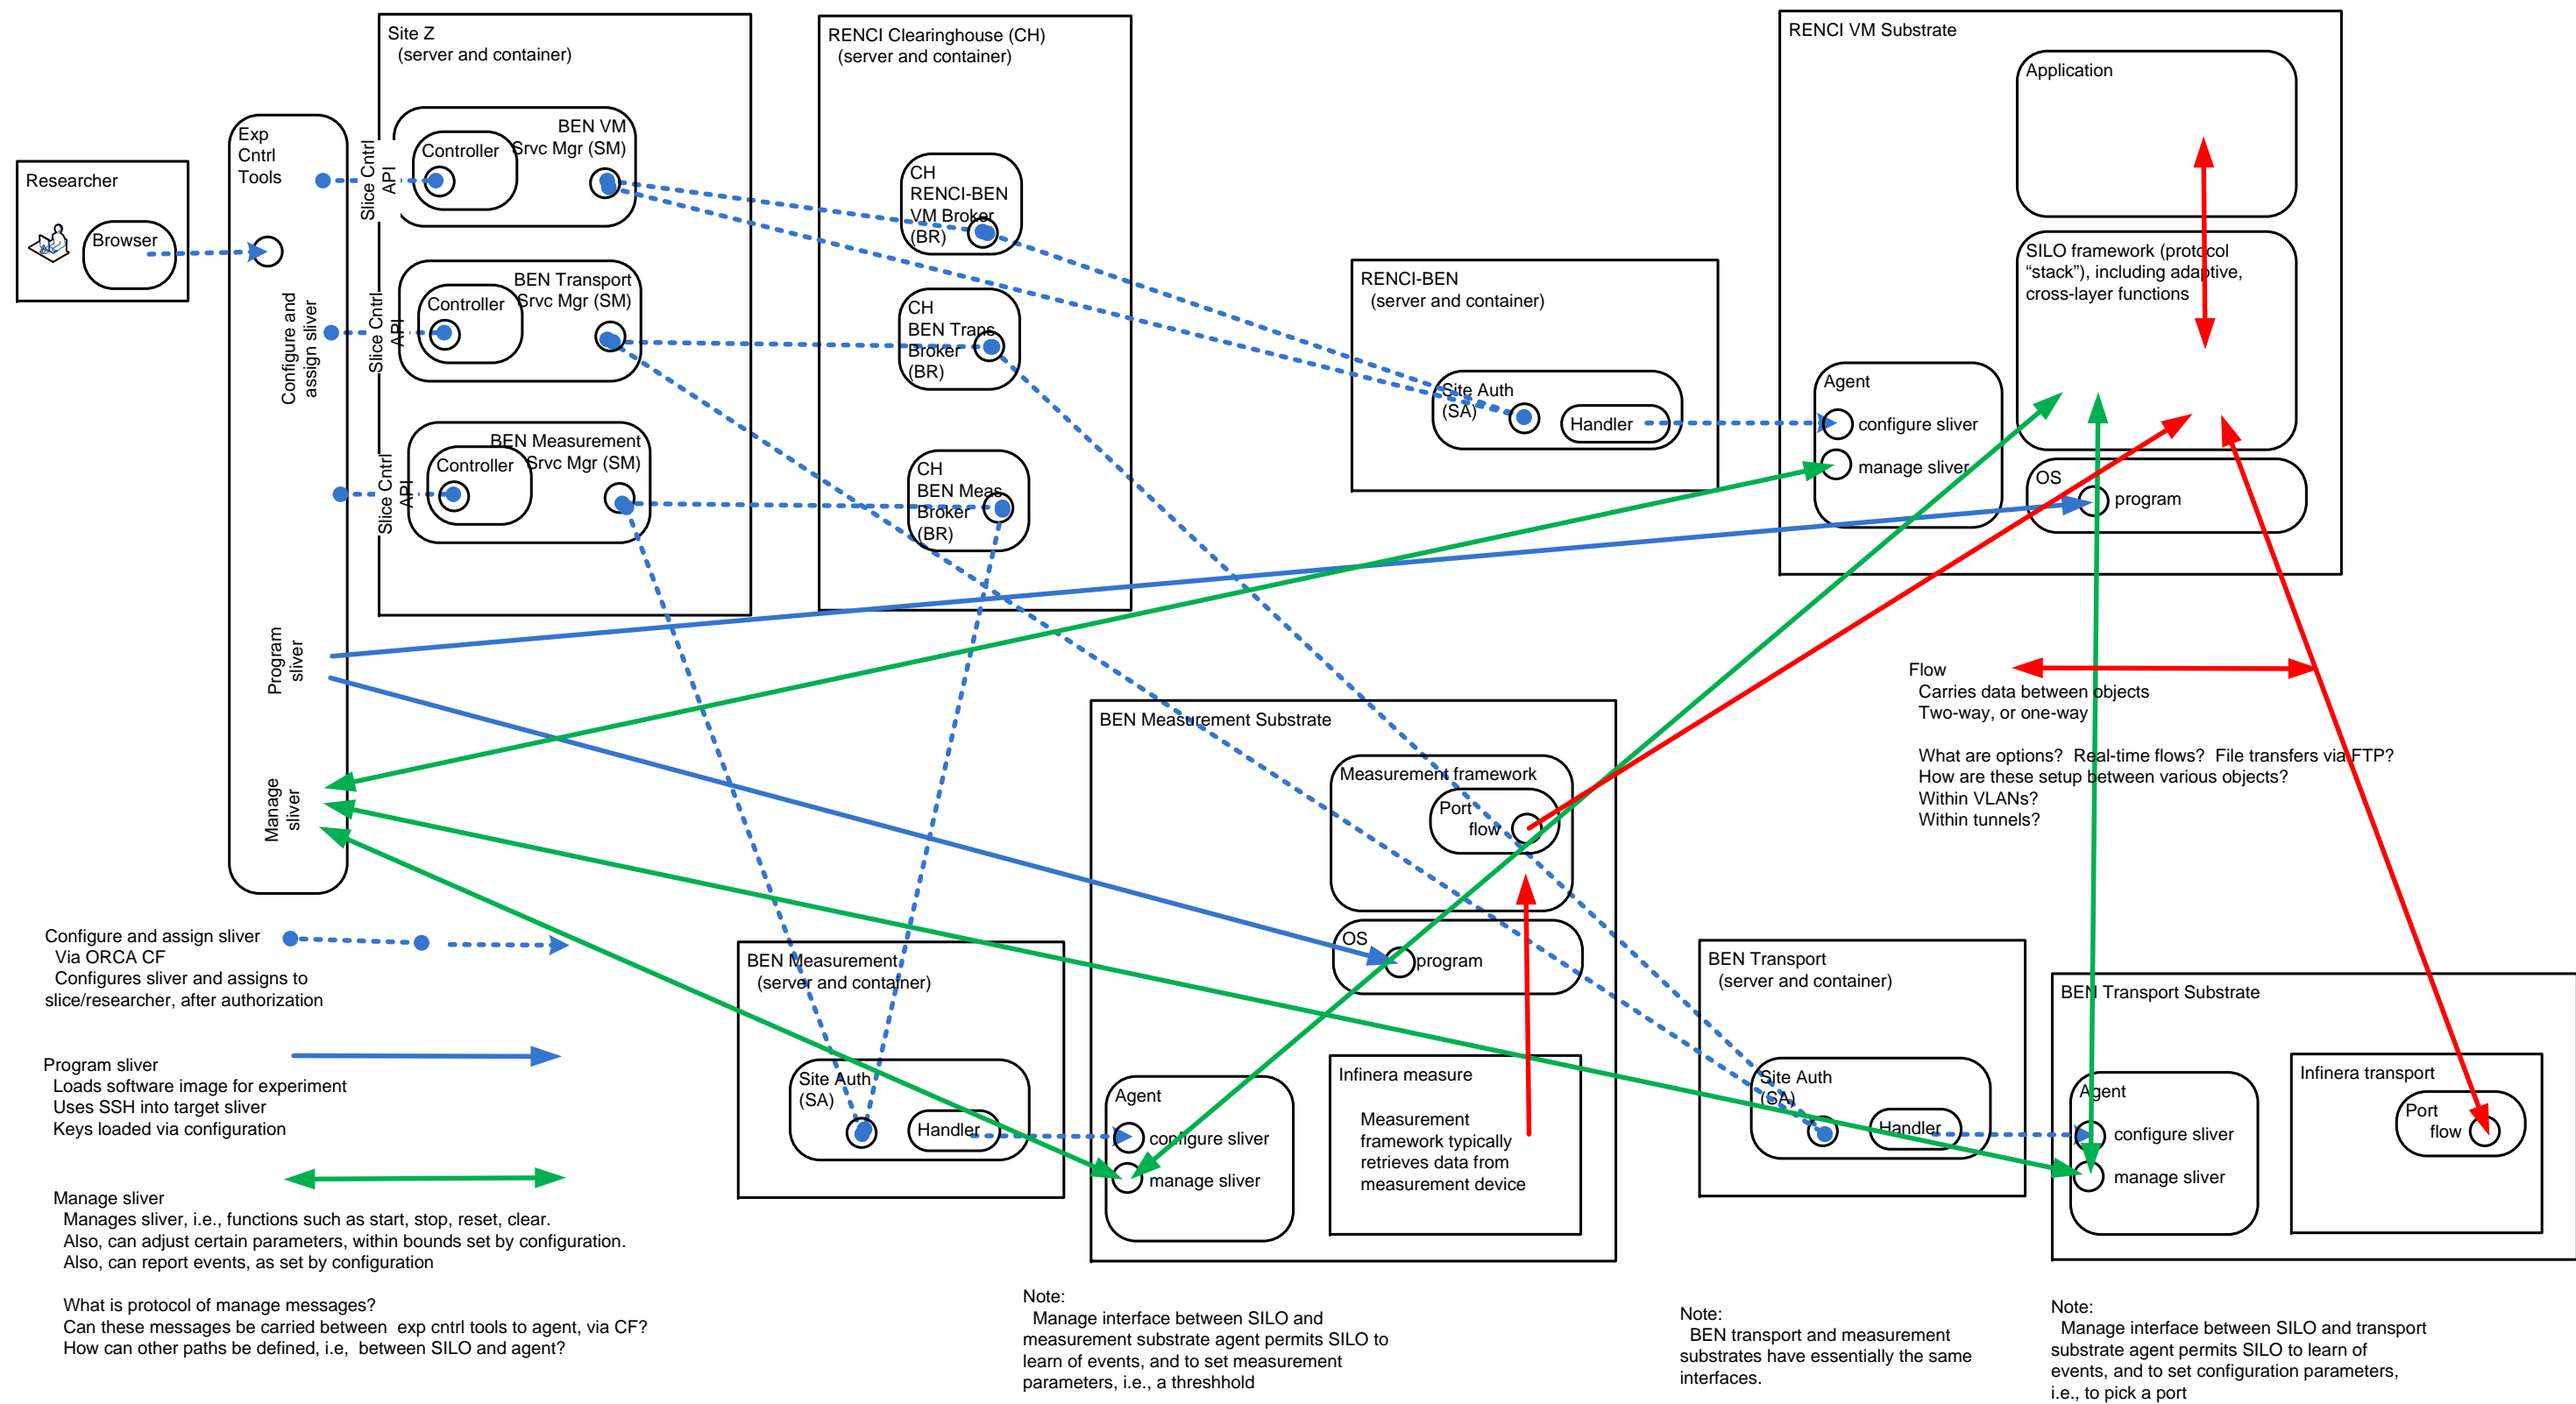 Researcher
Browser
Exp
Cntrl
Tools
Configure and
assign sliver
Program
sliver
Manage
sliver
Site Z
(server and container)
Slice Cntrl
API
Controller
BEN VM
Srvc Mgr (SM)
Slice Cntrl
API
Controller
BEN Transport
Srvc Mgr (SM)
Slice Cntrl
API
Controller
BEN Measurement
Srvc Mgr (SM)
RENCI Clearinghouse (CH)
(server and container)
CH
RENCI-BEN
VM Broker
(BR)
CH
BEN Trans
Broker
(BR)
CH
BEN Meas
Broker
(BR)
RENCI-BEN
(server and container)
Site Auth
(SA)
Handler
RENCI VM Substrate
Application
SILO framework (protocol
“stack”), including adaptive,
cross-layer functions
Agent
configure sliver
manage sliver
OS
program
Flow
Carries data between objects
Two-way, or one-way
What are options? Real-time flows? File transfers via FTP?
How are these setup between various objects?
Within VLANs?
Within tunnels?
BEN Measurement Substrate
Measurement framework
Port
flow
OS
program
Infinera measure
Measurement
framework typically
retrieves data from
measurement device
Agent
configure sliver
manage sliver
BEN Measurement
(server and container)
Site Auth
(SA)
Handler
BEN Transport
(server and container)
Site Auth
(SA)
Handler
BEN Transport Substrate
Agent
configure sliver
manage sliver
Infinera transport
Port
flow
Configure and assign sliver
Via ORCA CF
Configures sliver and assigns to
slice/researcher, after authorization
Program sliver
Loads software image for experiment
Uses SSH into target sliver
Keys loaded via configuration
Manage sliver
Manages sliver, i.e., functions such as start, stop, reset, clear.
Also, can adjust certain parameters, within bounds set by configuration.
Also, can report events, as set by configuration
What is protocol of manage messages?
Can these messages be carried between exp cntrl tools to agent, via CF?
How can other paths be defined, i.e, between SILO and agent?
Note:
Manage interface between SILO and
measurement substrate agent permits SILO to
learn of events, and to set measurement
parameters, i.e., a threshhold
Note:
BEN transport and measurement
substrates have essentially the same
interfaces.
Note:
Manage interface between SILO and transport
substrate agent permits SILO to learn of
events, and to set configuration parameters,
i.e., to pick a port